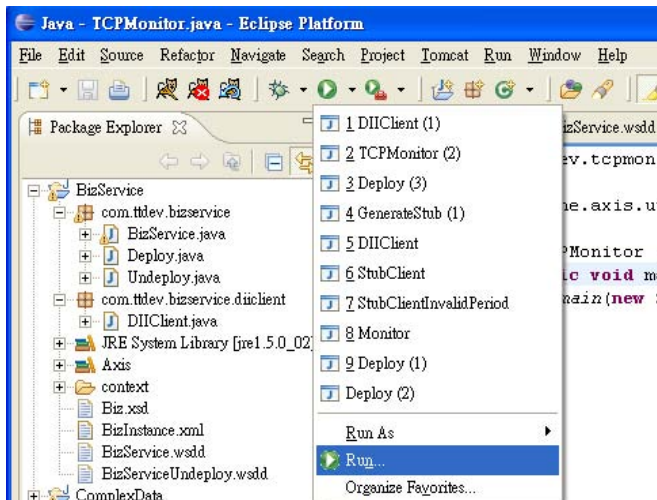 Java - TCPMonitor.java - Eclipse Platform
File Edit Source Refactor Navigate Search Project Tomcat Run Window Help
Package Explorer
BizService
com.ttdev.bizservice
BizService.java
Deploy.java
Undeploy.java
com.ttdev.bizservice.diiclient
DIIClient.java
JRE System Library [jre1.5.0_02]
Axis
context
Biz.xsd
BizInstance.xml
BizService.wsdd
BizServiceUndeploy.wsdd
ComplexData
1 DIIClient (1)
2 TCPMonitor (2)
3 Deploy (3)
4 GenerateStub (1)
5 DIIClient
6 StubClient
7 StubClientInvalidPeriod
8 Monitor
9 Deploy (1)
Deploy (2)
Run As
Run...
Organize Favorites...
izService.wsdd
ev.tcpmon
he.axis.u
PMonitor
ic void m
main(new